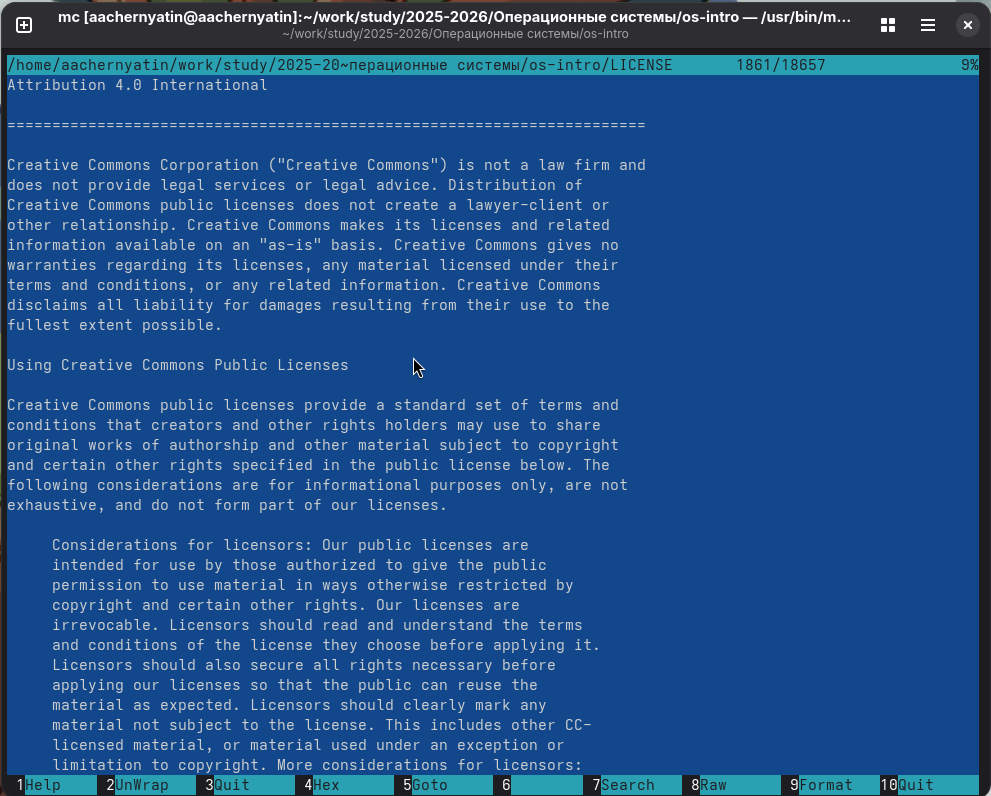 mc [aachernyatin@aachernyatin]:~/work/study/2025-2026/Операционные системы/os-intro — /usr/bin/m…
~/work/study/2025-2026/Операционные системы/os-intro
/home/aachernyatin/work/study/2025-20~перационные системы/os-intro/LICENSE 1861/18657 9%
Attribution 4.0 International
=======================================================================
Creative Commons Corporation ("Creative Commons") is not a law firm and
does not provide legal services or legal advice. Distribution of
Creative Commons public licenses does not create a lawyer-client or
other relationship. Creative Commons makes its licenses and related
information available on an "as-is" basis. Creative Commons gives no
warranties regarding its licenses, any material licensed under their
terms and conditions, or any related information. Creative Commons
disclaims all liability for damages resulting from their use to the
fullest extent possible.
Using Creative Commons Public Licenses
Creative Commons public licenses provide a standard set of terms and
conditions that creators and other rights holders may use to share
original works of authorship and other material subject to copyright
and certain other rights specified in the public license below. The
following considerations are for informational purposes only, are not
exhaustive, and do not form part of our licenses.
Considerations for licensors: Our public licenses are
intended for use by those authorized to give the public
permission to use material in ways otherwise restricted by
copyright and certain other rights. Our licenses are
irrevocable. Licensors should read and understand the terms
and conditions of the license they choose before applying it.
Licensors should also secure all rights necessary before
applying our licenses so that the public can reuse the
material as expected. Licensors should clearly mark any
material not subject to the license. This includes other CC-
licensed material, or material used under an exception or
limitation to copyright. More considerations for licensors:
1Help 2UnWrap 3Quit 4Hex 5Goto 6 7Search 8Raw 9Format 10Quit